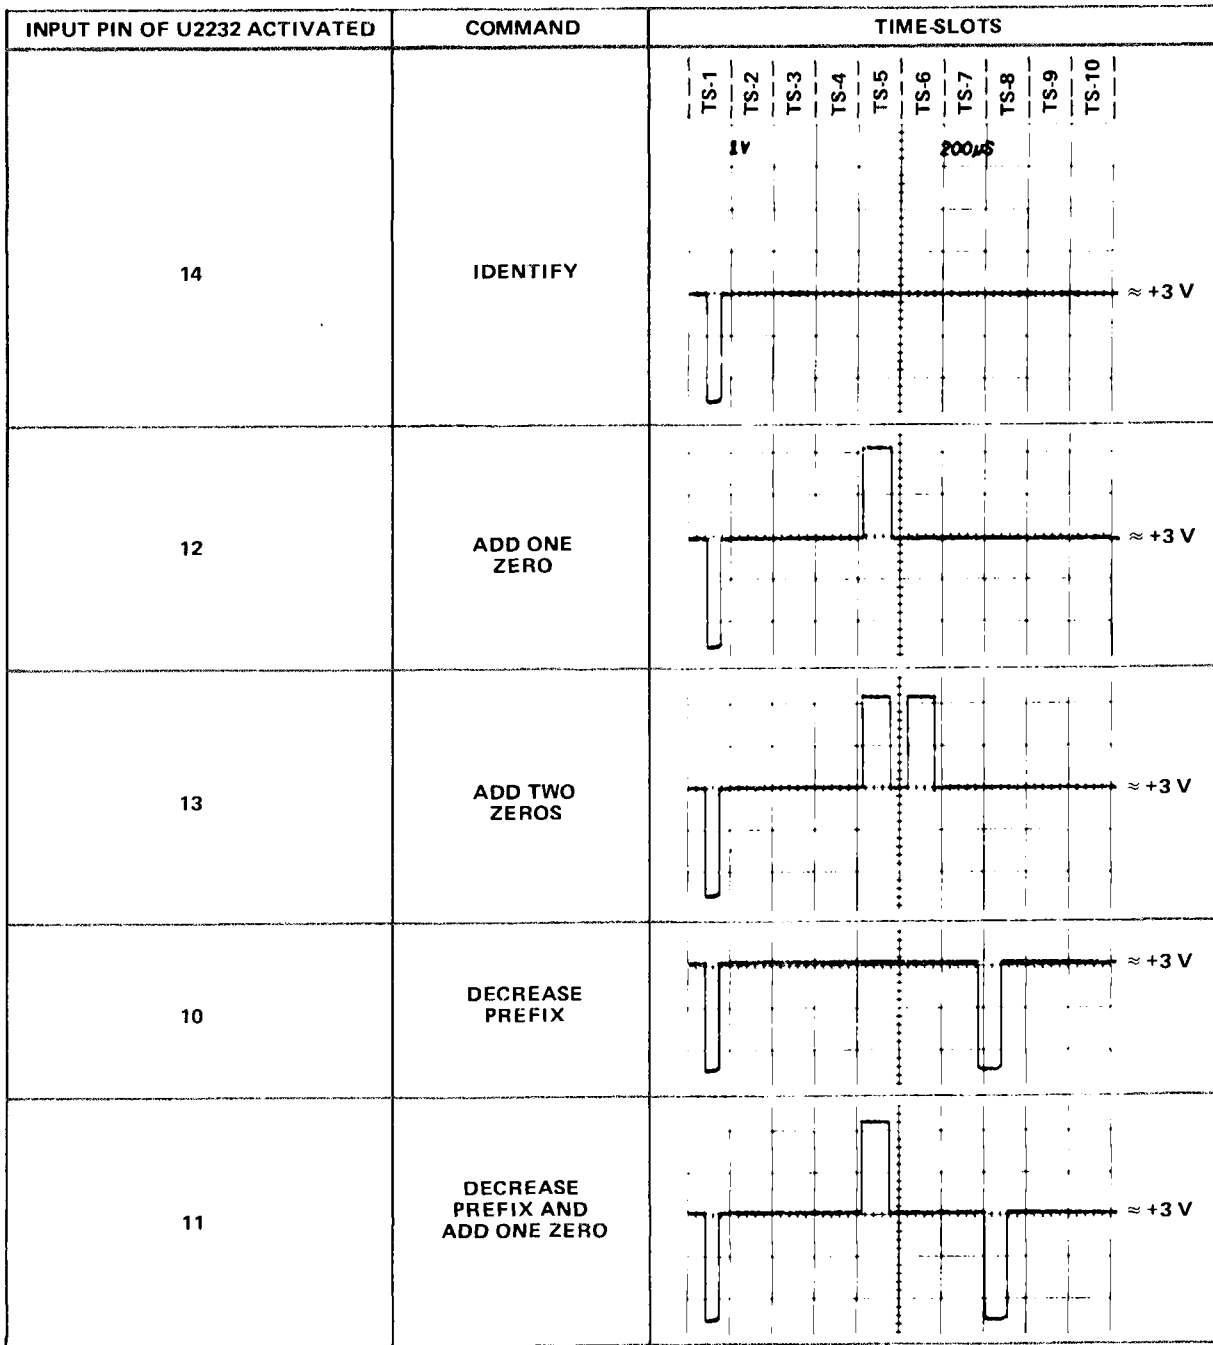 INPUT PIN OF U2232 ACTIVATED
COMMAND
TIME-SLOTS
TS-1
TS-2
TS-3
TS-4
TS-5
TS-6
TS-7
TS-8
TS-9
TS-10
1V
200µS
14
IDENTIFY
≈ +3 V
12
ADD ONE
ZERO
≈ +3 V
13
ADD TWO
ZEROS
≈ +3 V
10
DECREASE
PREFIX
≈ +3 V
11
DECREASE
PREFIX AND
ADD ONE ZERO
≈ +3 V